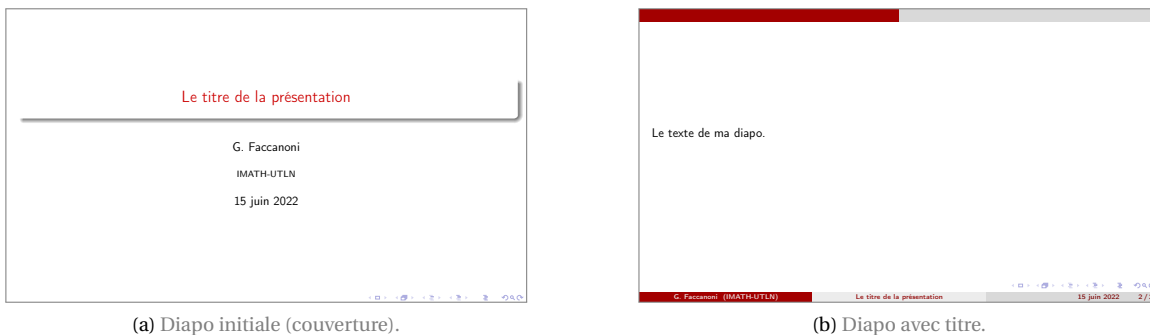 Le titre de la présentation
G. Faccanoni
IMATH-UTLN
15 juin 2022
(a) Diapo initiale (couverture).
Le texte de ma diapo.
G. Faccanoni (IMATH-UTLN) Le titre de la présentation 15 juin 2022 2 /
(b) Diapo avec titre.